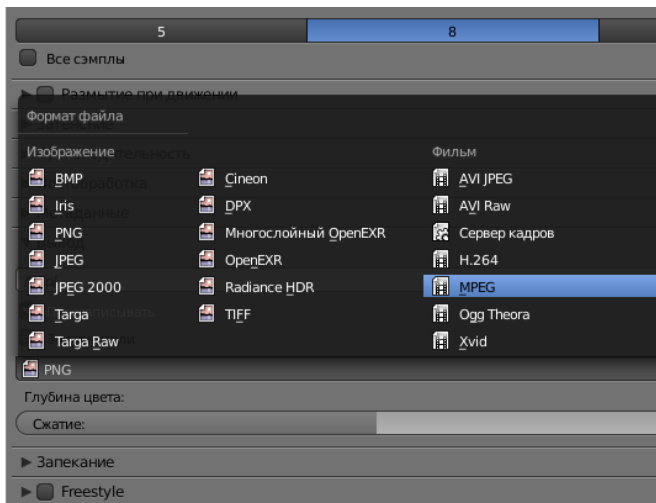 5 8
Все сэмплы
Размытие при движении
Формат файла
Изображение Фильм
BMP Cineon AVI JPEG
Iris DPX AVI Raw
PNG Многослойный OpenEXR Сервер кадров
JPEG OpenEXR H.264
JPEG 2000 Radiance HDR MPEG
Targa TIFF Ogg Theora
Targa Raw Xvid
PNG
Глубина цвета:
Сжатие:
Запекание
Freestyle